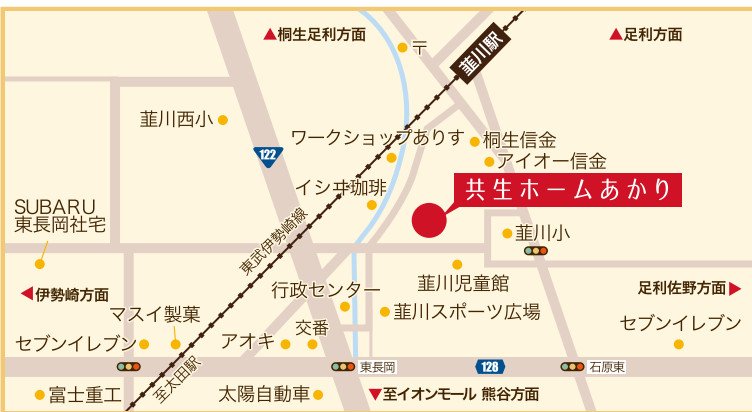 ▲桐生足利方面
〒
韮川駅
▲足利方面
韮川西小
122
ワークショップありす
桐生信金
アイオー信金
イシヰ珈琲
共生ホームあかり
SUBARU
東長岡社宅
東武伊勢崎線
韮川小
◀伊勢崎方面
行政センター
韮川児童館
足利佐野方面▶
マスイ製菓
韮川スポーツ広場
セブンイレブン
アオキ
交番
セブンイレブン
至太田駅
東長岡
128
石原東
富士重工
太陽自動車
▼至イオンモール 熊谷方面